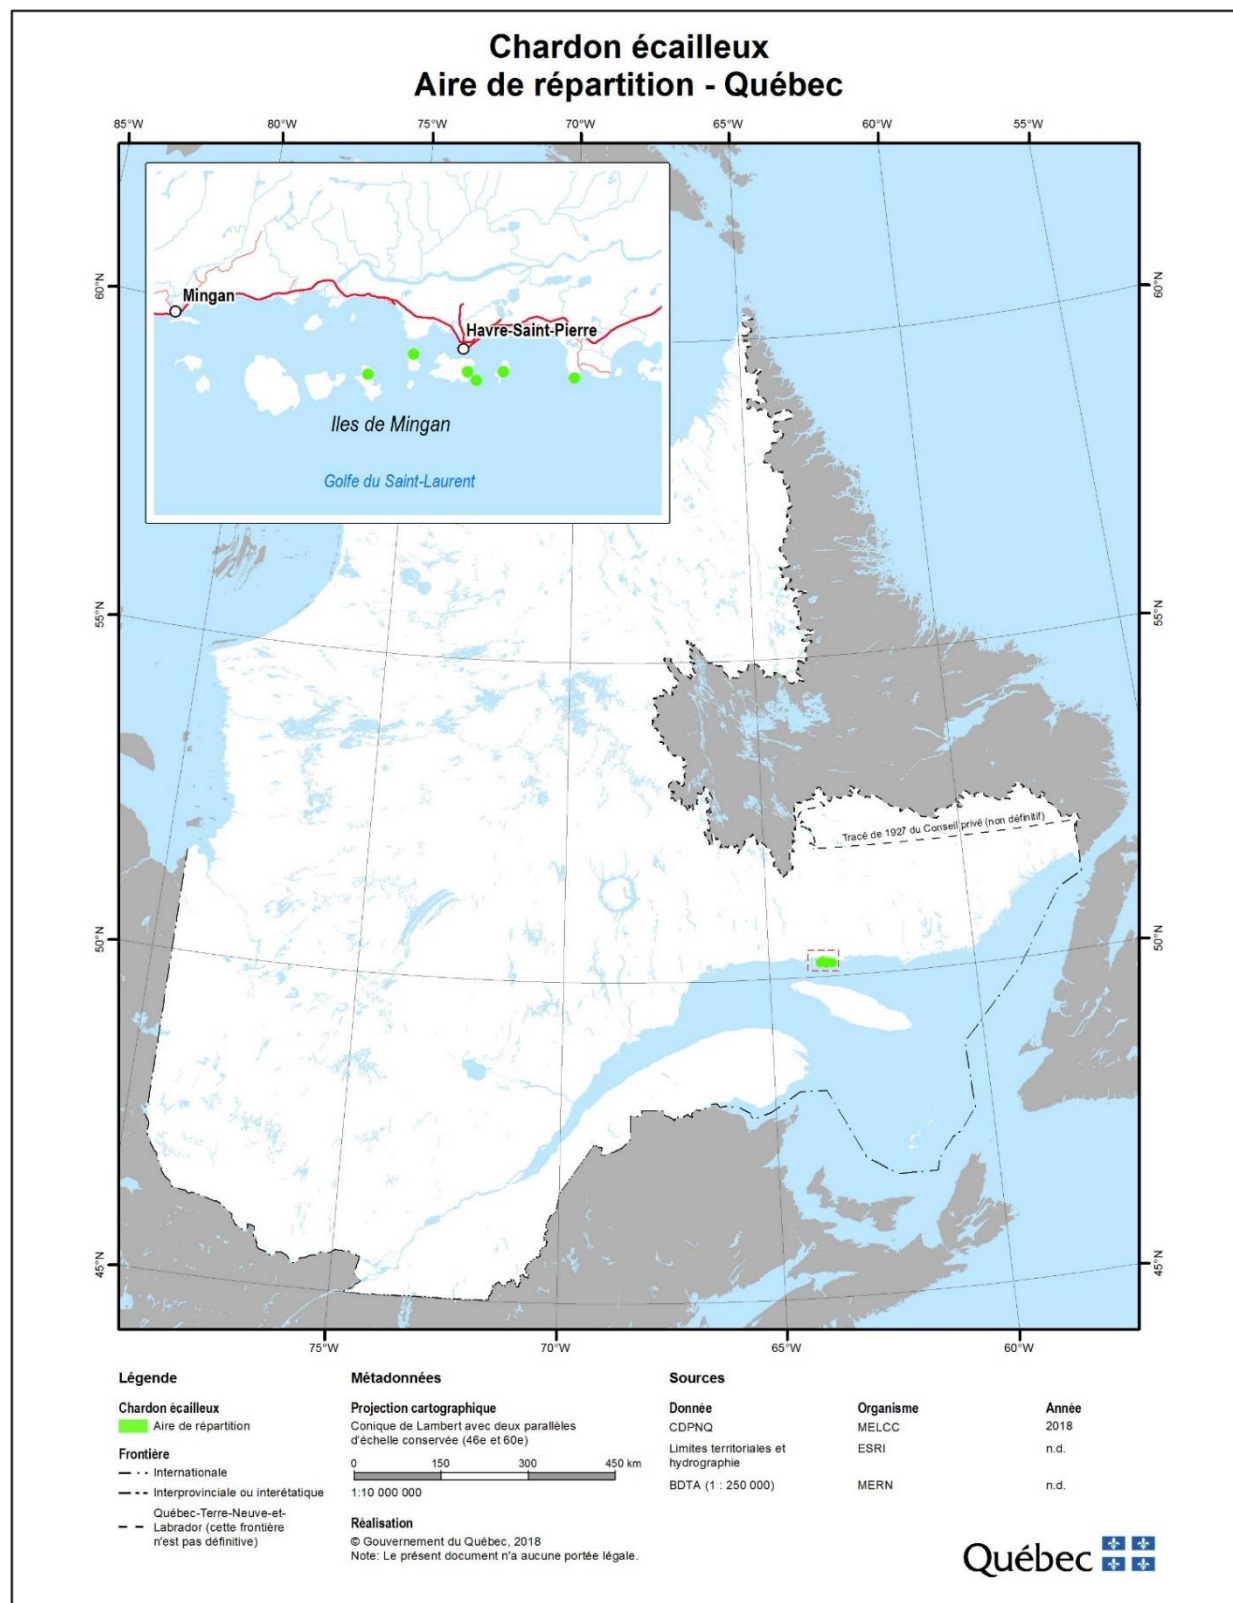 Chardon écailleux
Aire de répartition - Québec
85°W 80°W 75°W 70°W 65°W 60°W 55°W
60°N
60°N
Mingan
Havre-Saint-Pierre
Iles de Mingan
Golfe du Saint-Laurent
55°N
55°N
Tracé de 1927 du Conseil privé (non définitif)
50°N
50°N
45°N
45°N
75°W 70°W 65°W 60°W
Légende
Chardon écailleux
Aire de répartition
Frontière
Internationale
Interprovinciale ou interétatique
Québec-Terre-Neuve-et-
Labrador (cette frontière
n'est pas définitive)
Métadonnées
Projection cartographique
Conique de Lambert avec deux parallèles
d'échelle conservée (46e et 60e)
0 150 300 450 km
1:10 000 000
Réalisation
© Gouvernement du Québec, 2018
Note: Le présent document n'a aucune portée légale.
Sources
Donnée Organisme Année
CDPNQ MELCC 2018
Limites territoriales et ESRI n.d.
hydrographie
BDTA (1 : 250 000) MERN n.d.
Québec